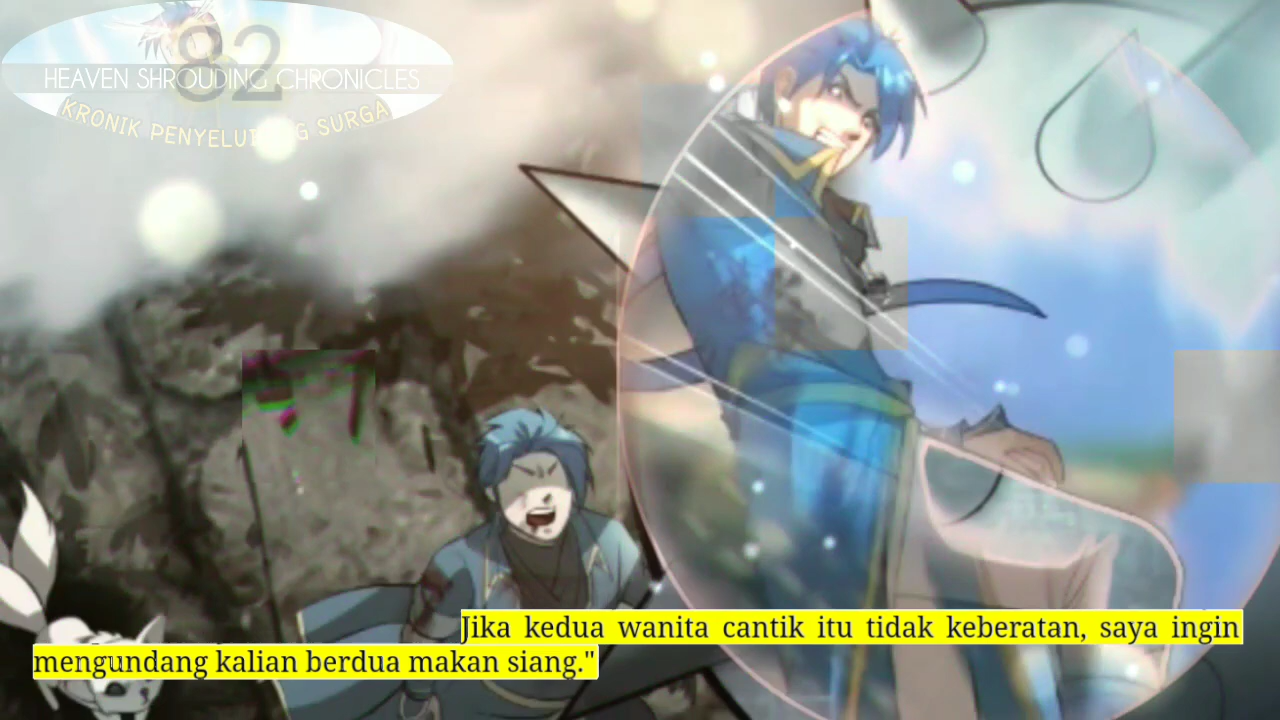 82
HEAVEN SHROUDING CHRONICLES
KRONIK SURGA
Jika kedua wanita cantik itu tidak keberatan, saya ingin
mengundang kalian berdua makan siang."